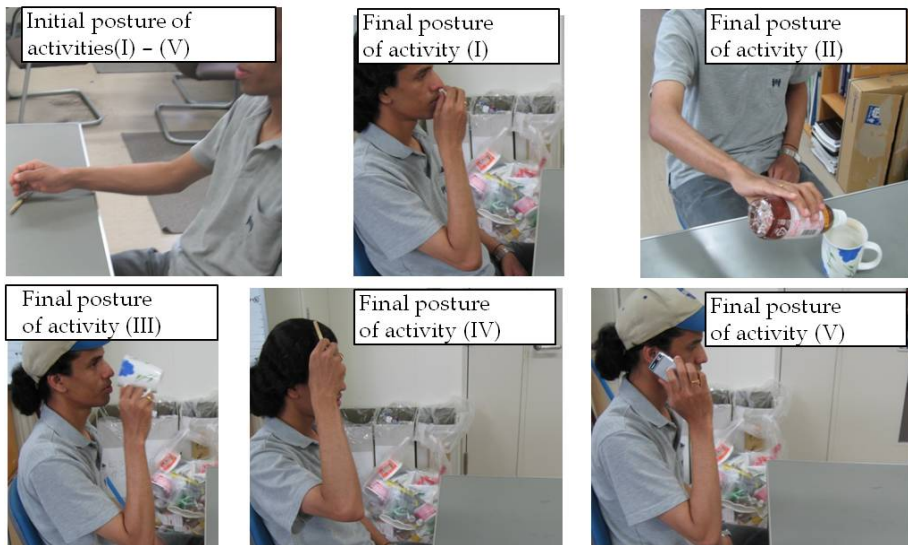 Initial posture of
activities(I) – (V)
Final posture
of activity (I)
Final posture
of activity (II)
Final posture
of activity (III)
Final posture
of activity (IV)
Final posture
of activity (V)